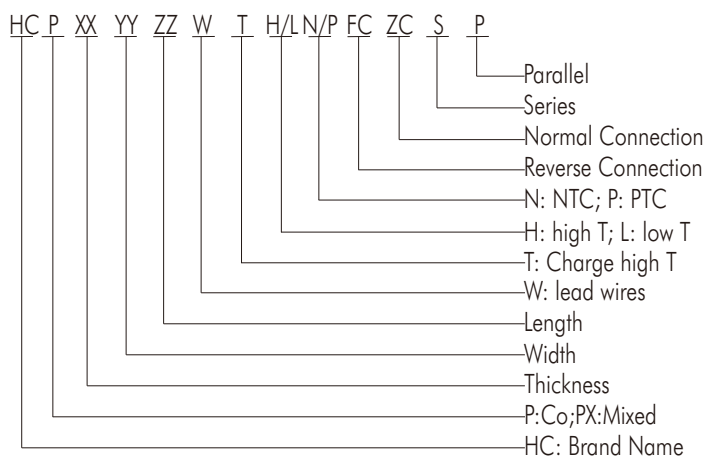 HC P XX YY ZZ W T H/L N/P FC ZC S P
Parallel
Series
Normal Connection
Reverse Connection
N: NTC; P: PTC
H: high T; L: low T
T: Charge high T
W: lead wires
Length
Width
Thickness
P:Co;PX:Mixed
HC: Brand Name